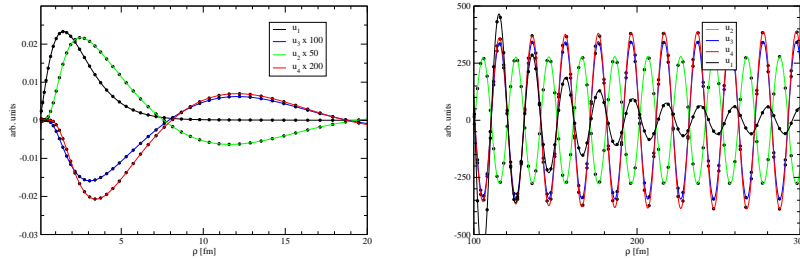 u₁
u₃ x 100
u₂ x 50
u₄ x 200
0.02
0.01
0
-0.01
-0.02
-0.03
arb. units
5
10
15
20
ρ [fm]
u₂
u₃
u₄
u₁
500
250
0
-250
-500
arb. units
100
200
30
ρ [fm]